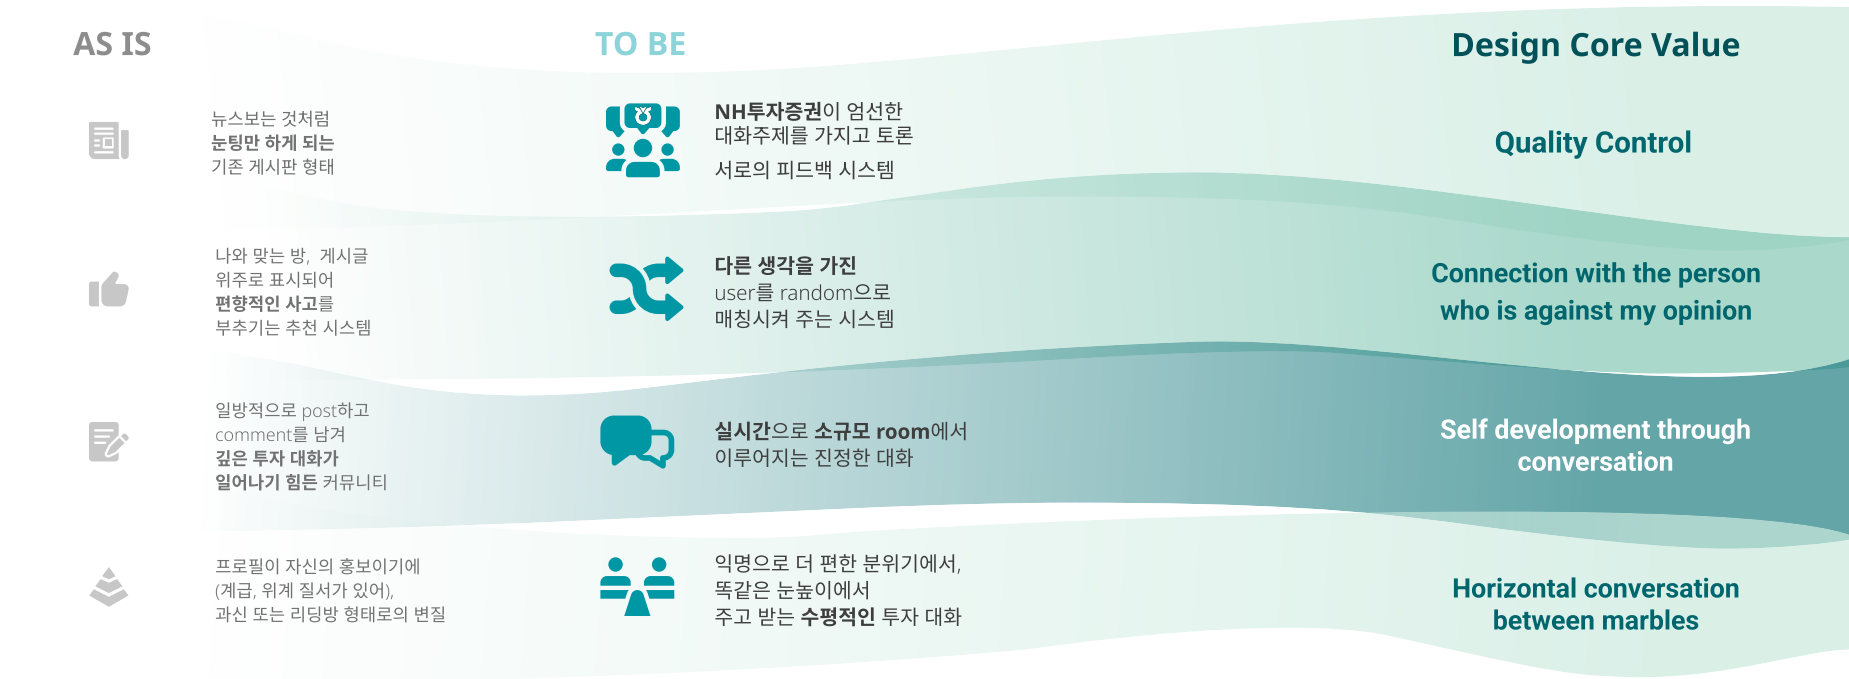 AS IS
TO BE
Design Core Value
뉴스보는 것처럼
눈팅만 하게 되는
기존 게시판 형태
NH투자증권이 엄선한
대화주제를 가지고 토론
서로의 피드백 시스템
Quality Control
나와 맞는 방, 게시글
위주로 표시되어
편향적인 사고를
부추기는 추천 시스템
다른 생각을 가진
user를 random으로
매칭시켜 주는 시스템
Connection with the person
who is against my opinion
일방적으로 post하고
comment를 남겨
깊은 투자 대화가
일어나기 힘든 커뮤니티
실시간으로 소규모 room에서
이루어지는 진정한 대화
Self development through
conversation
프로필이 자신의 홍보이기에
(계급, 위계 질서가 있어),
과신 또는 리딩방 형태로의 변질
익명으로 더 편한 분위기에서,
똑같은 눈높이에서
주고 받는 수평적인 투자 대화
Horizontal conversation
between marbles